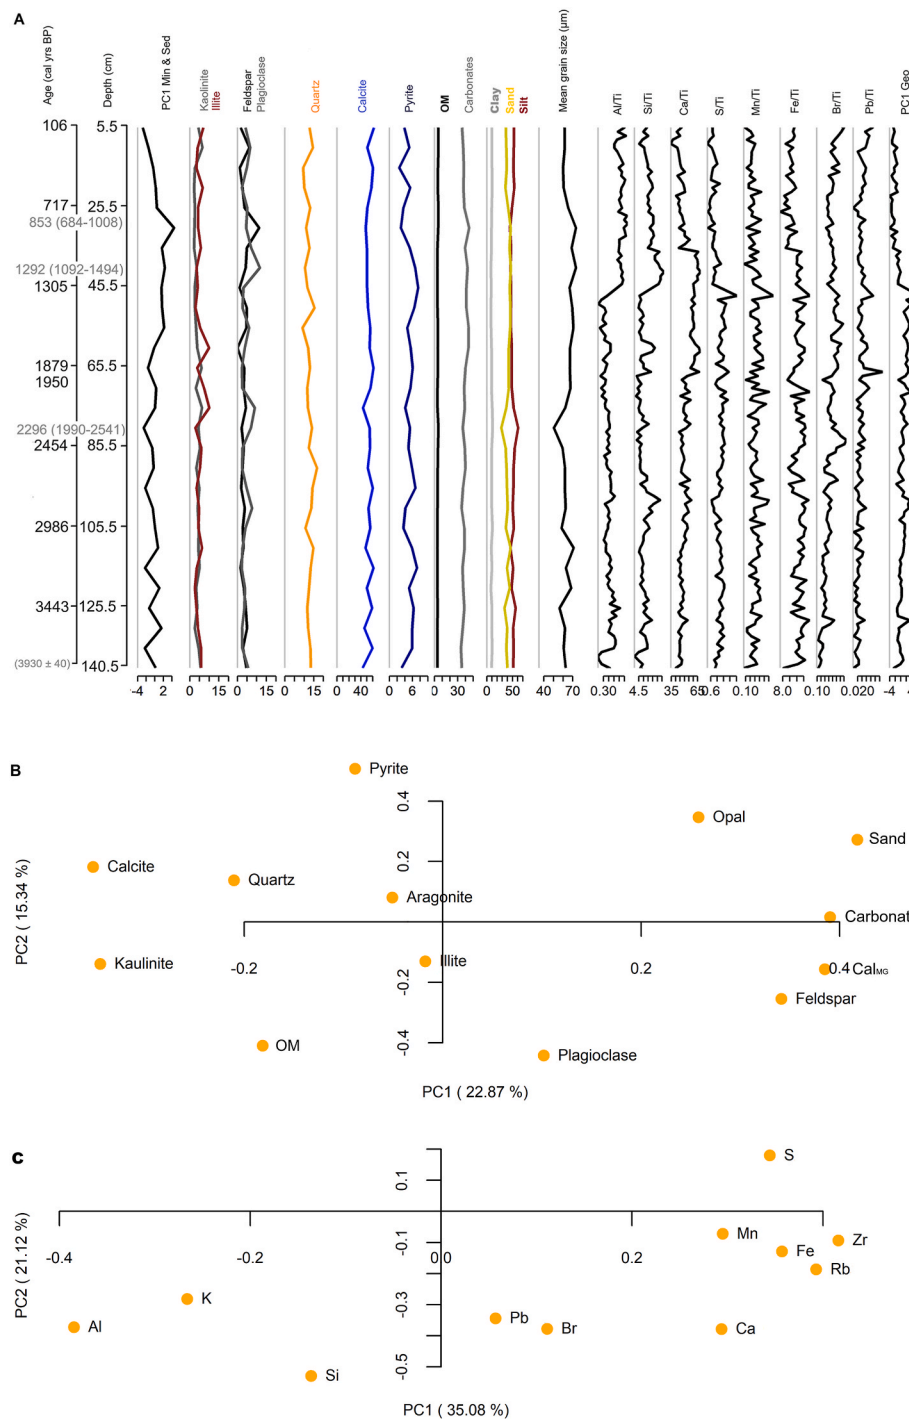 A
Age (cal yrs BP)
Depth (cm)
PC1 Min & Sed
Kaolinite
Illite
Feldspar
Plagioclase
Quartz
Calcite
Pyrite
OM
Carbonates
Clay
Sand
Silt
Mean grain size (µm)
Al/Ti
Si/Ti
Ca/Ti
S/Ti
Mn/Ti
Fe/Ti
Br/Ti
Pb/Ti
PC1 Geo
106 5.5
717 25.5
853 (684-1008)
1292 (1092-1494)
1305 45.5
1879 65.5
1950
2296 (1990-2541)
2454 85.5
2986 105.5
3443 125.5
(3930 ± 40) 140.5
-4 2 0 15 0 15 0 15 0 40 0 6 0 30 0 50 40 70 0.30 4.5 35 65 0.6 0.10 8.0 0.10 0.020 -4 4
B
Pyrite
0.4
Opal
Sand
0.2
Calcite
Quartz
Aragonite
PC2 ( 15.34 %)
Carbonat
Kaulinite
-0.2
Illite
0.2
0.4
CalMG
-0.2
Feldspar
OM
-0.4
Plagioclase
PC1 ( 22.87 %)
C
S
0.1
Mn
Zr
-0.1
Fe
-0.4 -0.2 0.0 0.2
Rb
PC2 ( 21.12 %)
K
-0.3
Pb
Al
Br
Ca
-0.5
Si
PC1 ( 35.08 %)